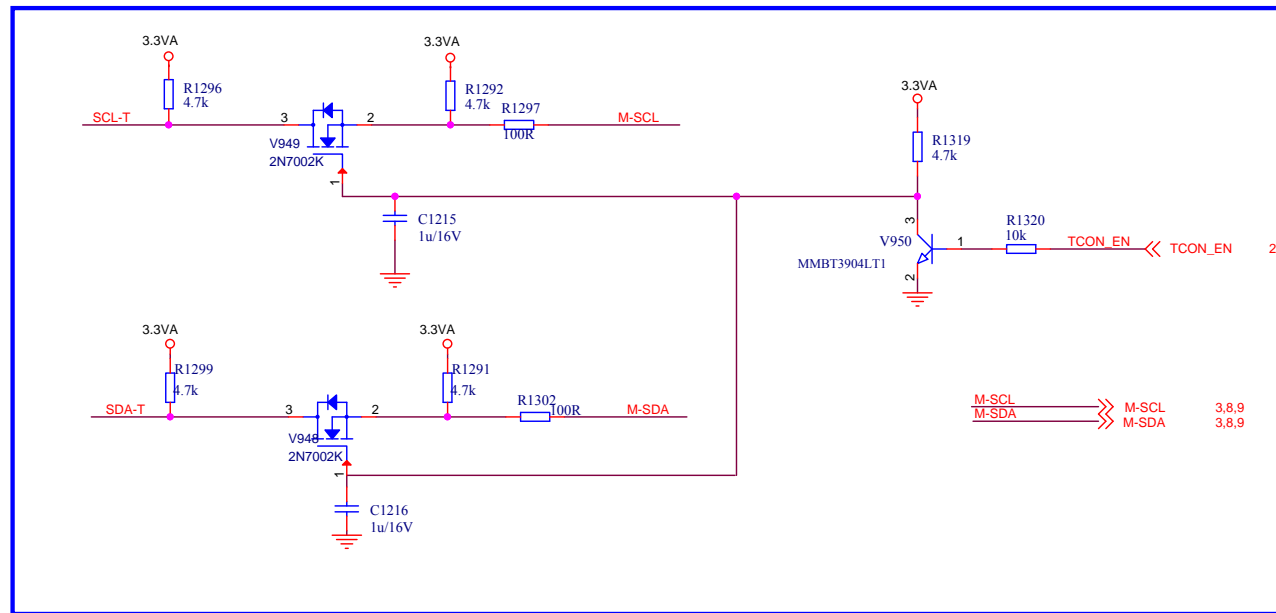 3.3VA
R1296
4.7k
SCL-T
3
2
V949
2N7002K
1
3.3VA
R1292
4.7k
R1297
100R
M-SCL
C1215
1u/16V
3.3VA
R1319
4.7k
3
V950
1
MMBT3904LT1
2
R1320
10k
TCON_EN
TCON_EN 2
3.3VA
R1299
4.7k
SDA-T
3
2
V948
2N7002K
1
3.3VA
R1291
4.7k
R1302
100R
M-SDA
C1216
1u/16V
M-SCL
M-SDA
M-SCL 3,8,9
M-SDA 3,8,9